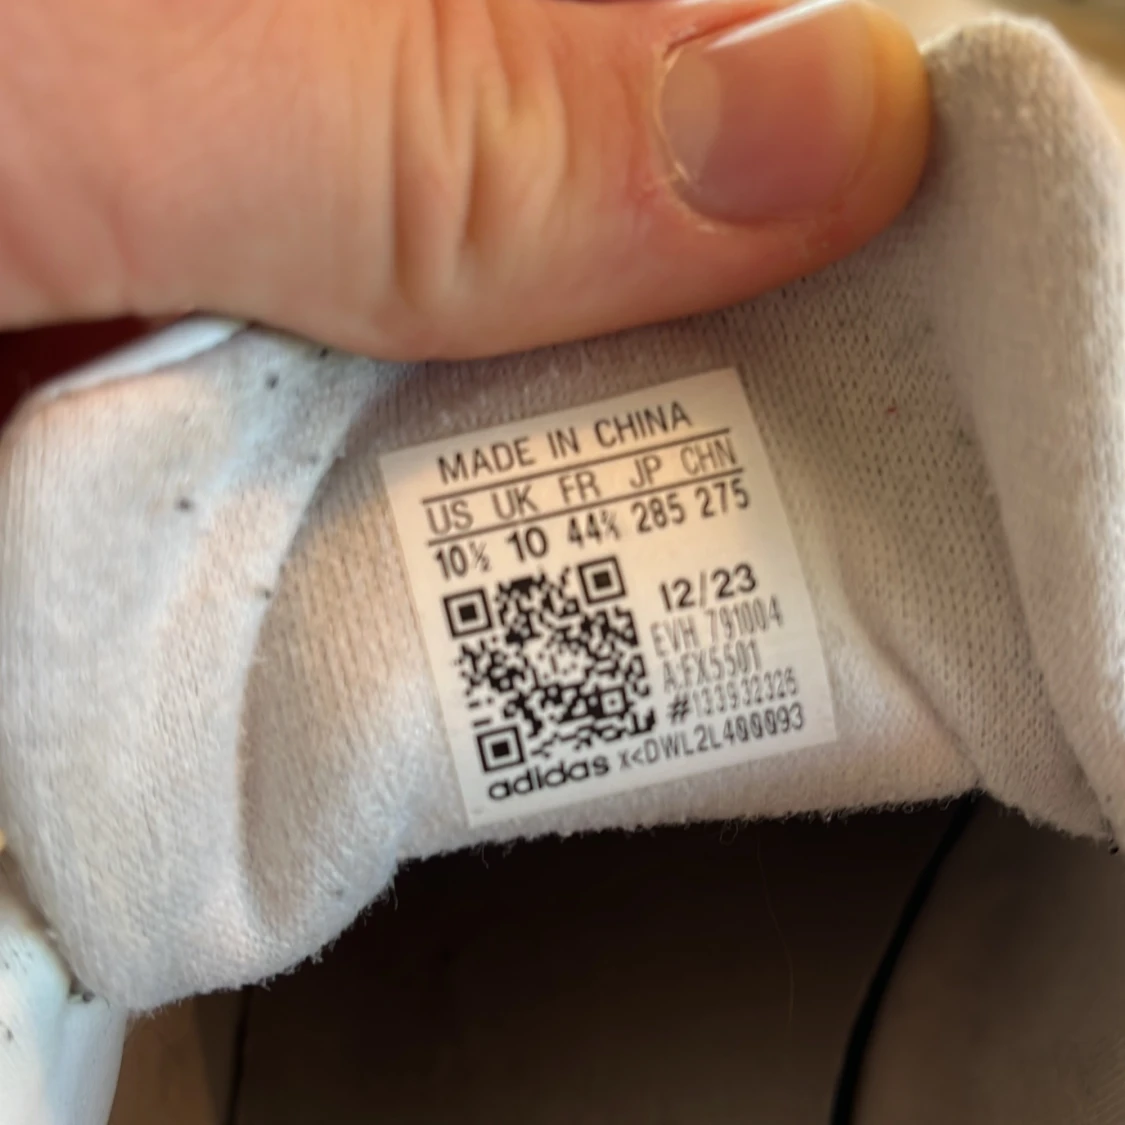 MADE IN CHINA
US UK FR JP CHN
10½ 10 44⅔ 285 275
12/23
EVH 791004
A:FX5501
#133932326
adidas x<DWL2L400093